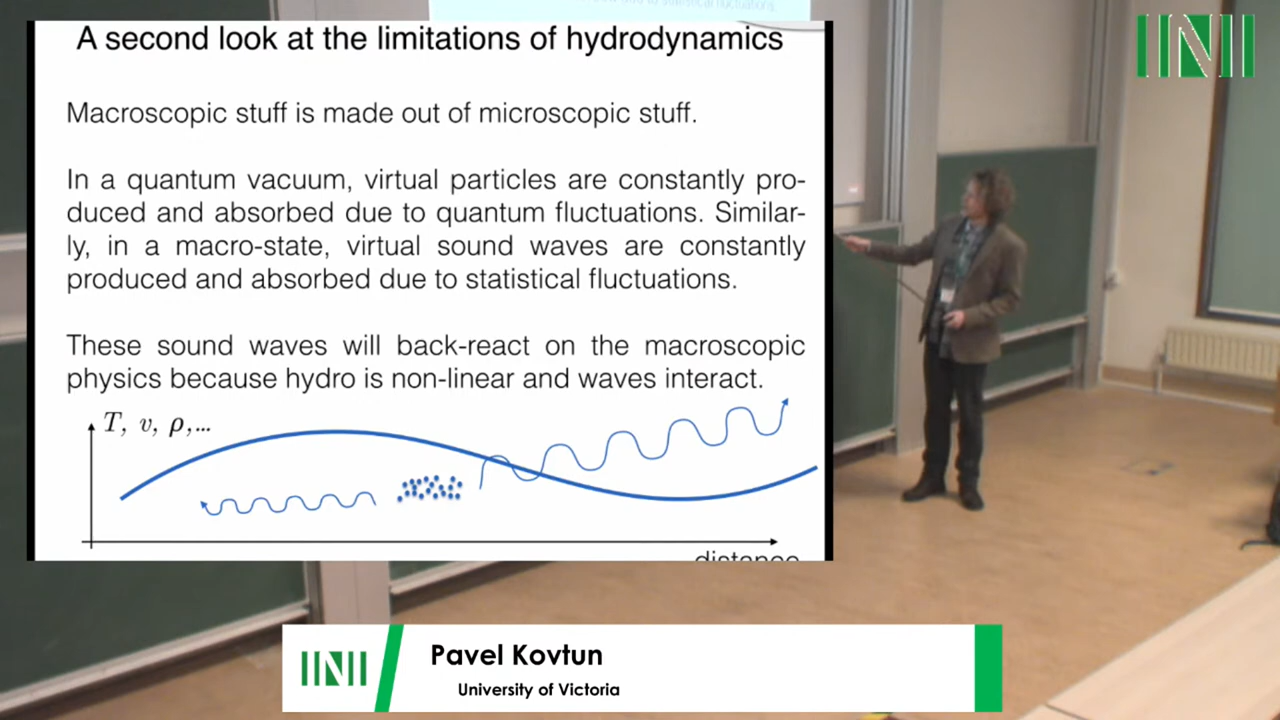 A second look at the limitations of hydrodynamics
Macroscopic stuff is made out of microscopic stuff.
In a quantum vacuum, virtual particles are constantly pro-
duced and absorbed due to quantum fluctuations. Similar-
ly, in a macro-state, virtual sound waves are constantly
produced and absorbed due to statistical fluctuations.
These sound waves will back-react on the macroscopic
physics because hydro is non-linear and waves interact.
T, v, ρ,...
distance
Pavel Kovtun
University of Victoria